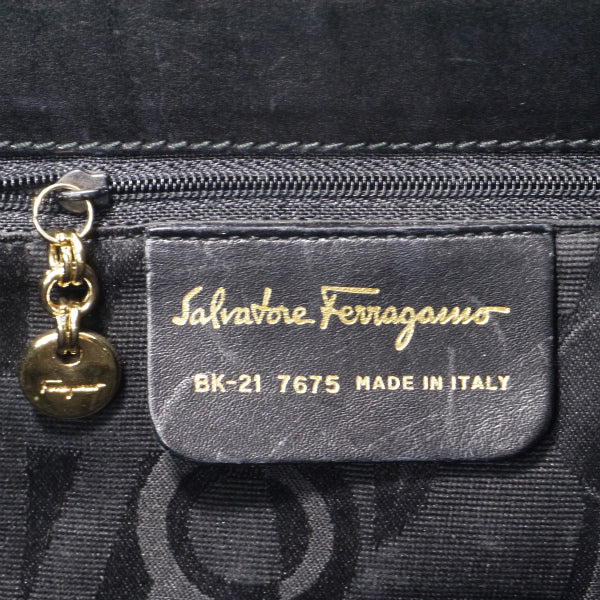 Salvatore Ferragamo
BK-21 7675 MADE IN ITALY
Ferragamo